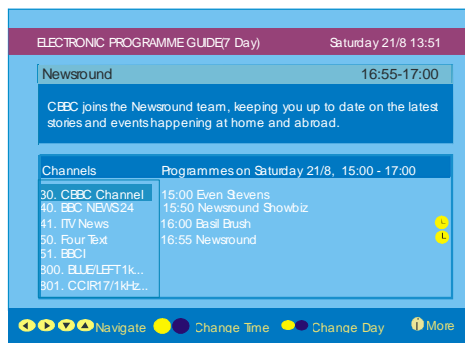 ELECTRONIC PROGRAMME GUIDE(7 Day) Saturday 21/8 13:51
Newsround 16:55-17:00
CBBC joins the Newsround team, keeping you up to date on the latest
stories and events happening at home and abroad.
Channels Programmes on Saturday 21/8, 15:00 - 17:00
30. CBBC Channel 15:00 Even Stevens
40. BBC NEWS24 15:50 Newsround Showbiz
41. ITV News 16:00 Basil Brush
50. Four Text 16:55 Newsround
51. BBCI
800. BLUE/LEFT1k...
801. CCIR17/1kHz...
Navigate Change Time Change Day i More